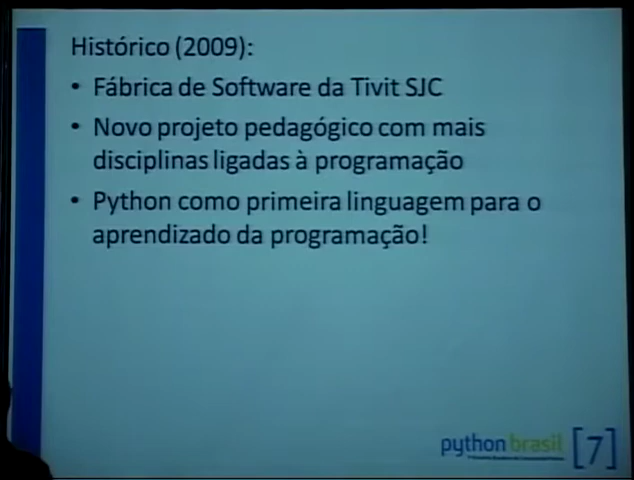 Histórico (2009):
• Fábrica de Software da Tivit SJC
• Novo projeto pedagógico com mais
disciplinas ligadas à programação
• Python como primeira linguagem para o
aprendizado da programação!
python brasil [7]